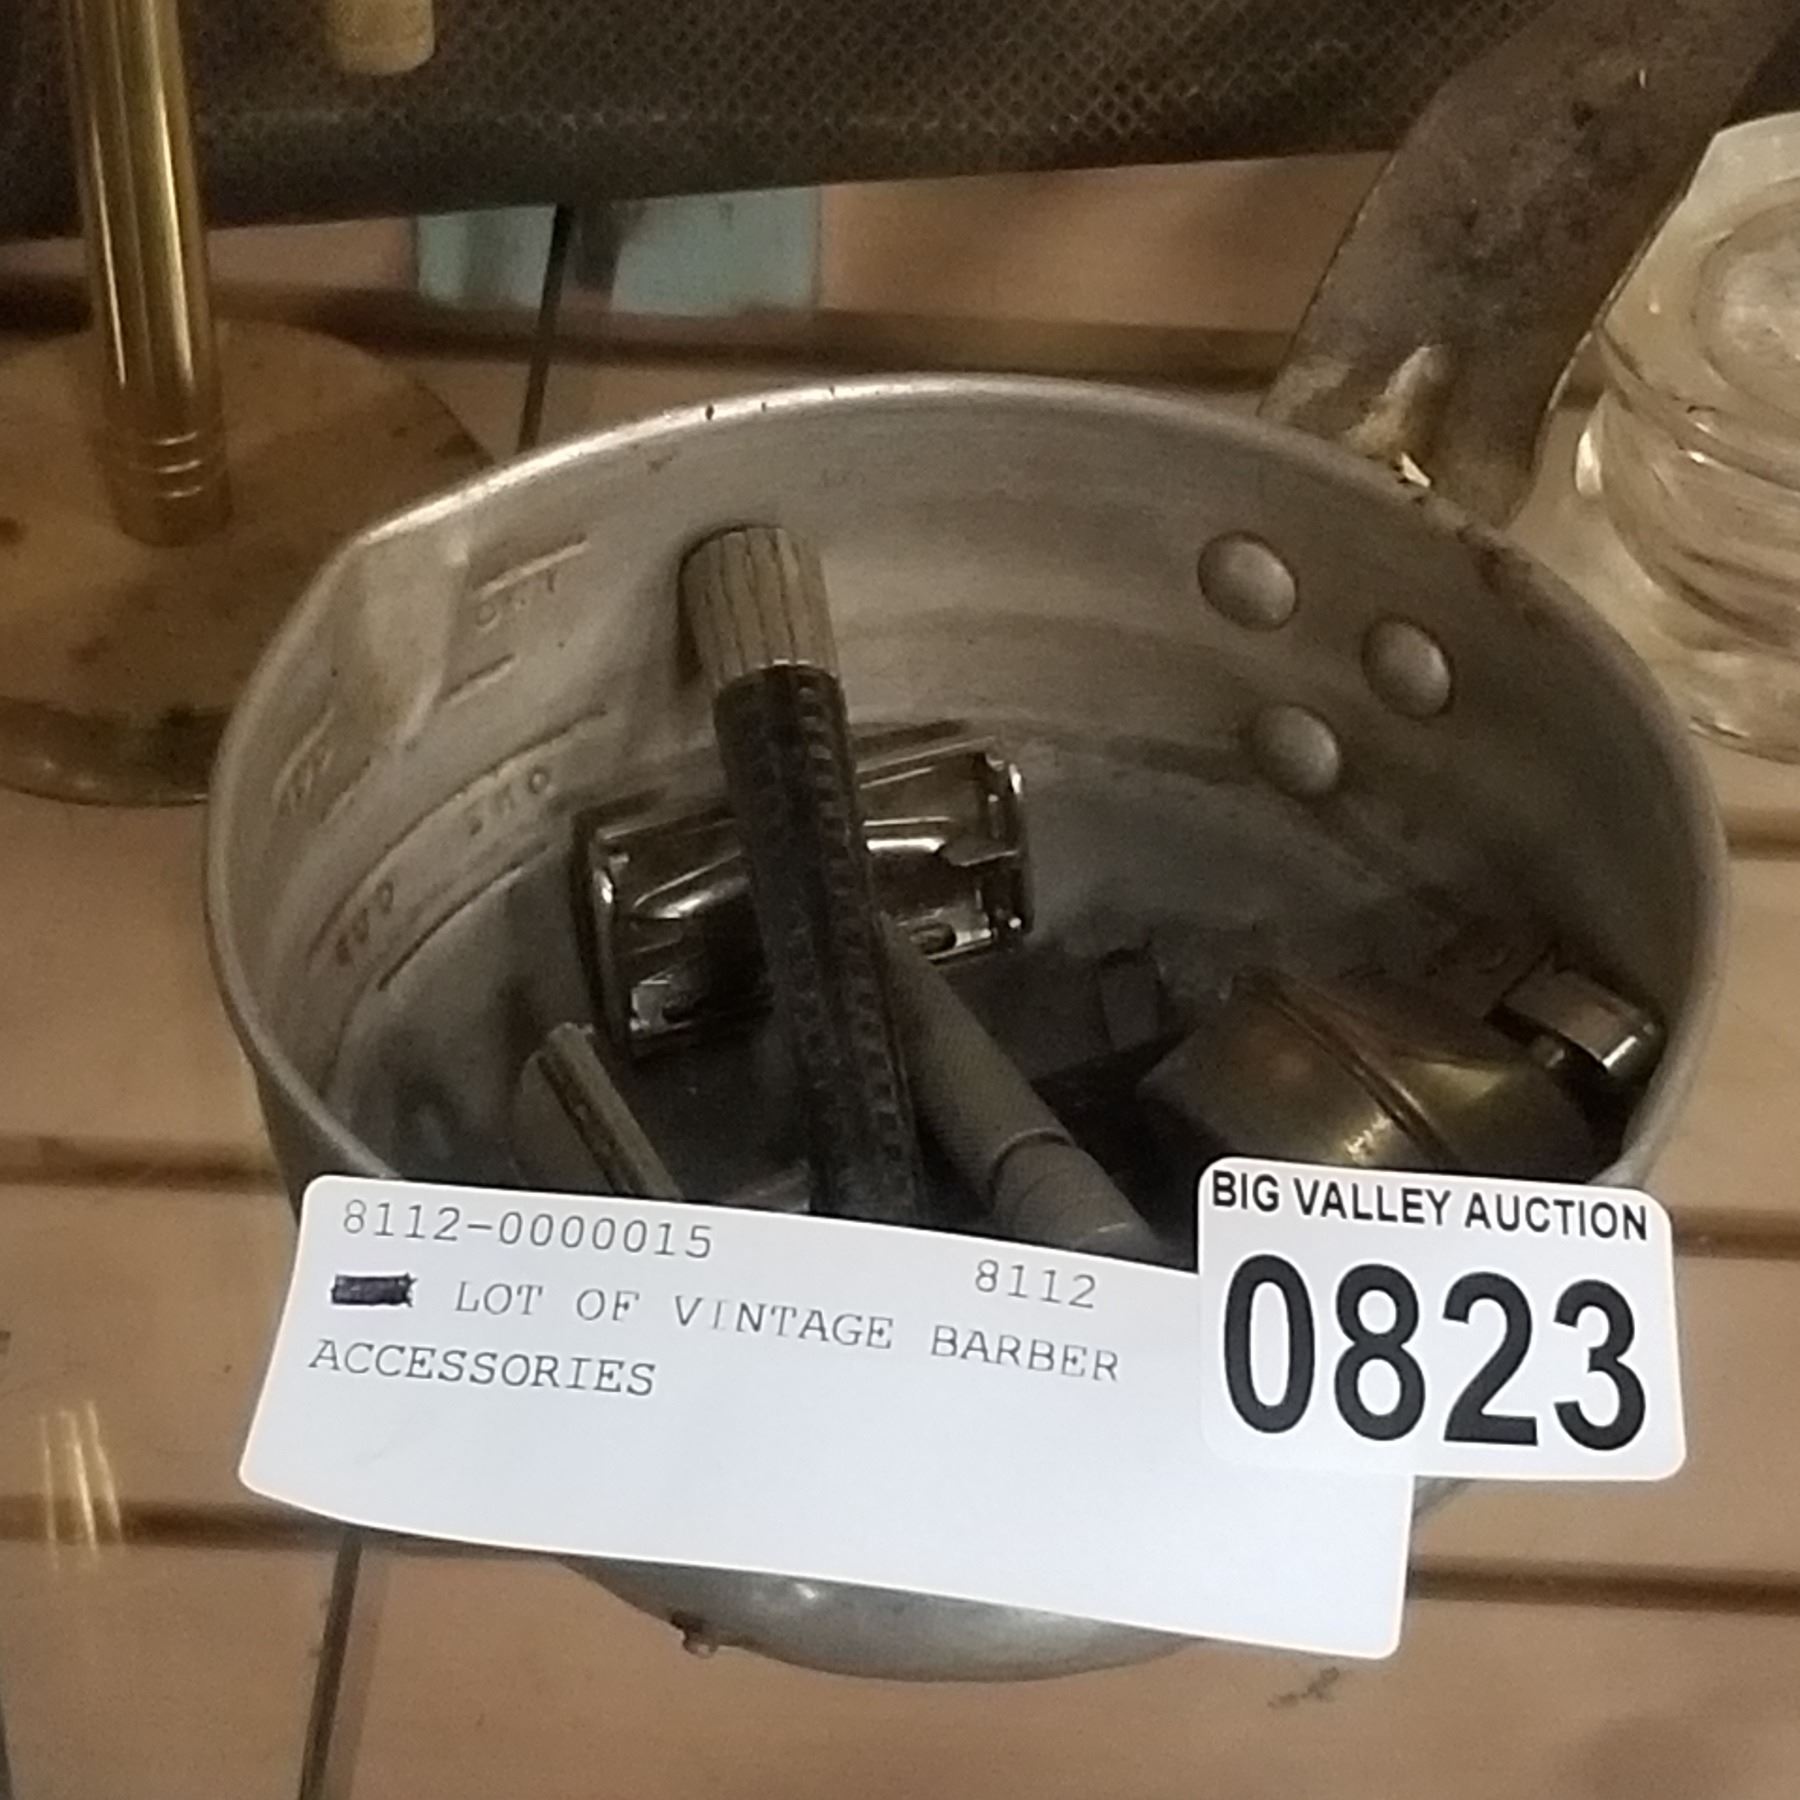 8112-0000015
8112
LOT OF VINTAGE BARBER
ACCESSORIES
BIG VALLEY AUCTION
0823